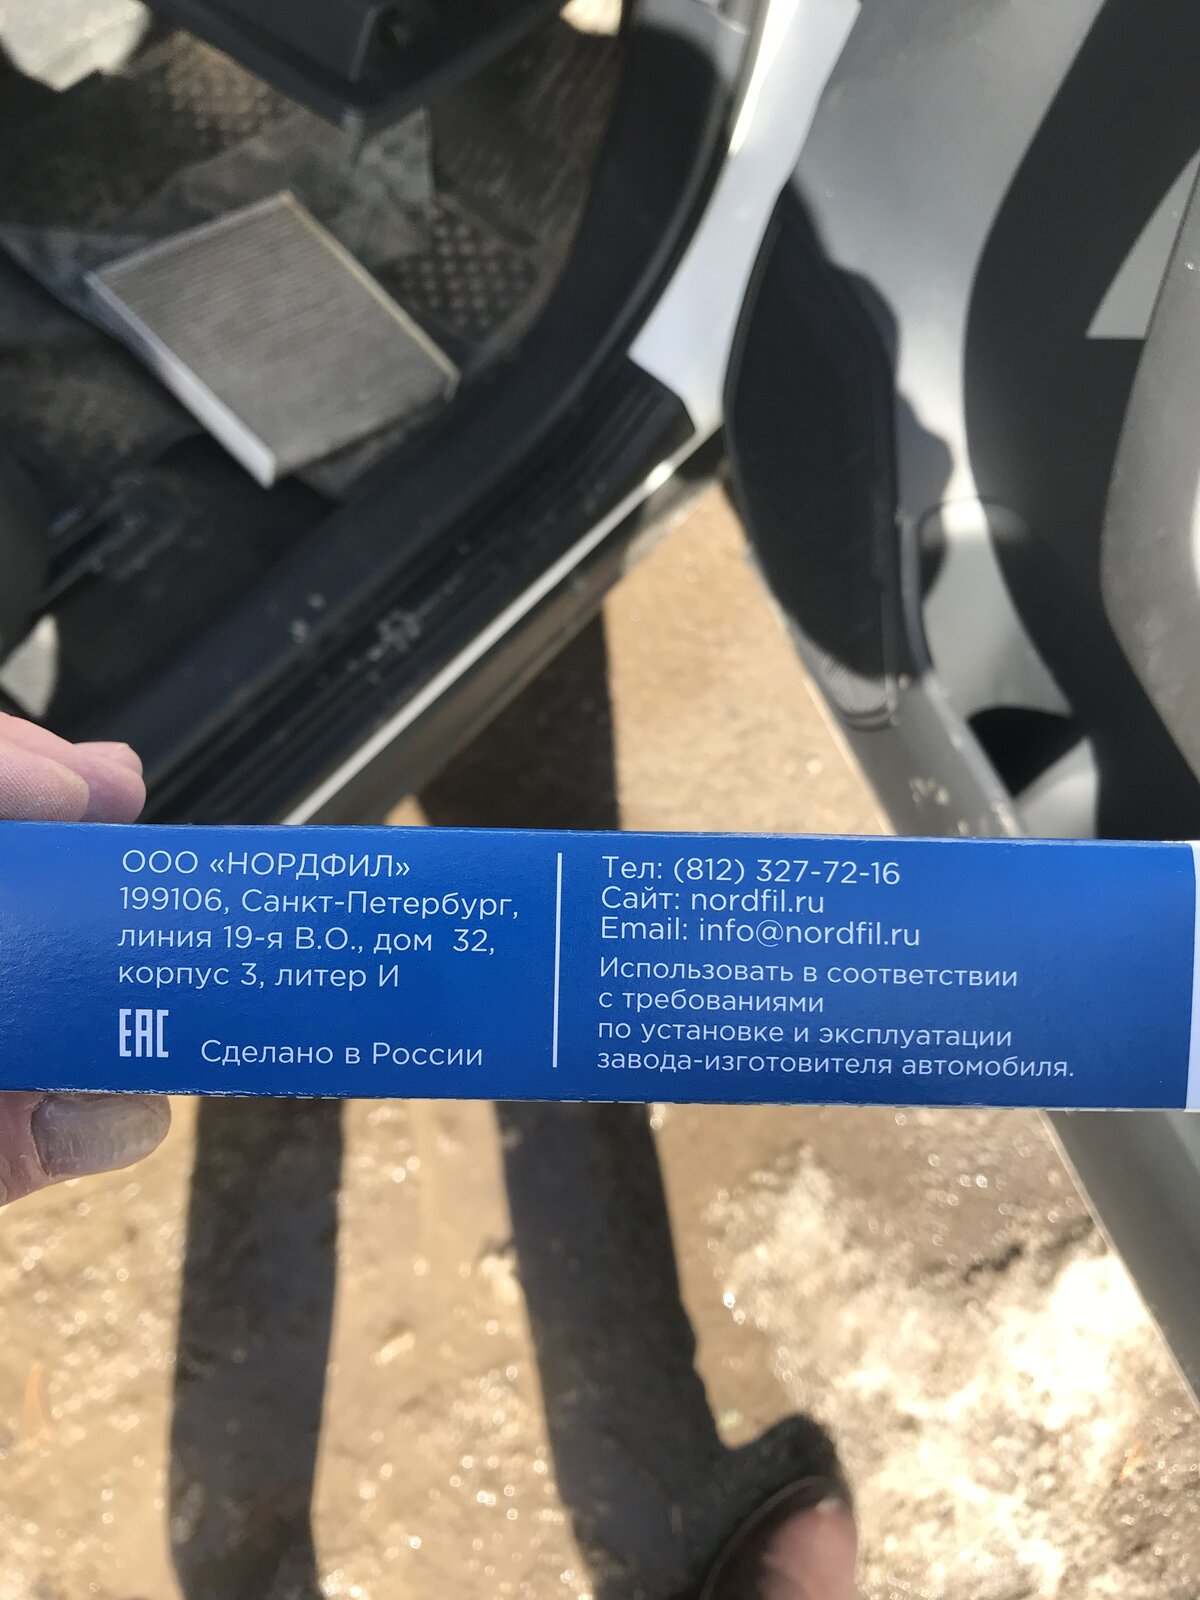 ООО «НОРДФИЛ»
199106, Санкт-Петербург,
линия 19-я В.О., дом 32,
корпус 3, литер И
EAC
Сделано в России
Тел: (812) 327-72-16
Сайт: nordfil.ru
Email: info@nordfil.ru
Использовать в соответствии
с требованиями
по установке и эксплуатации
завода-изготовителя автомобиля.